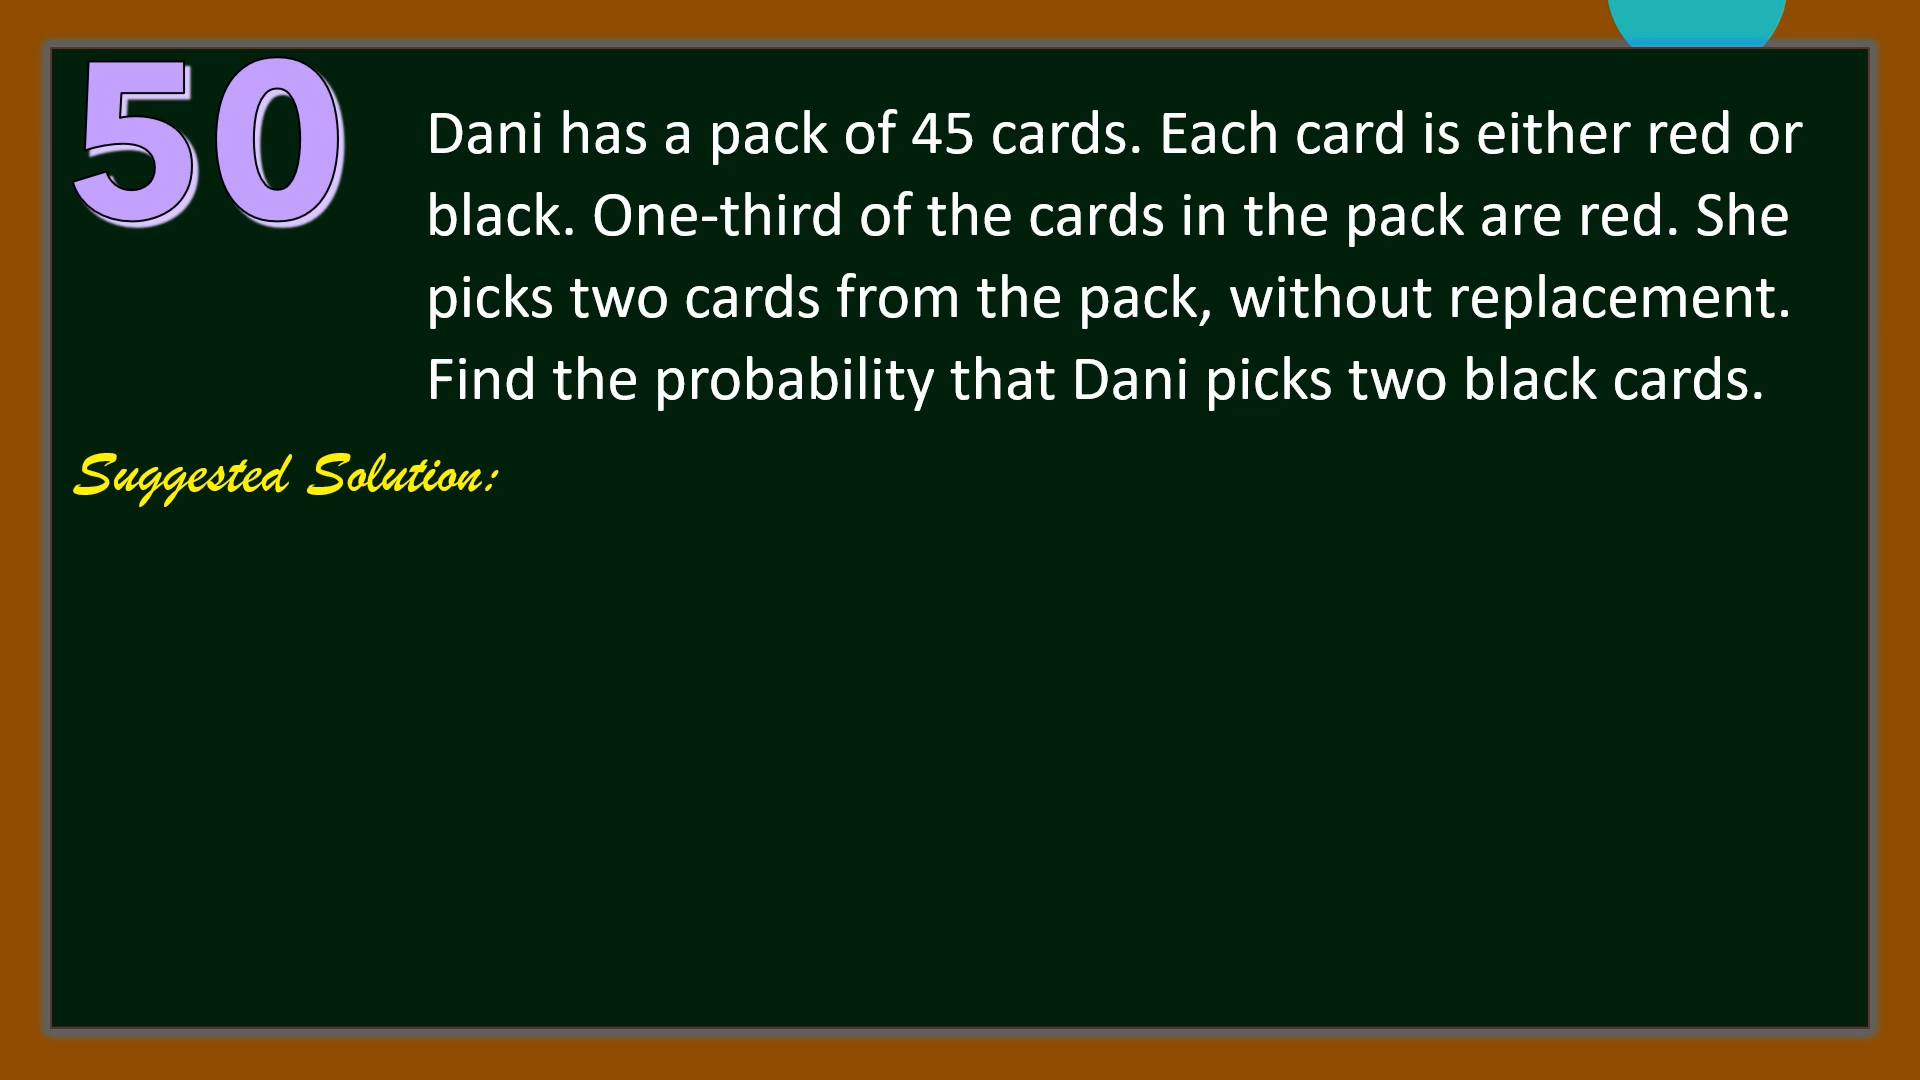 50
Dani has a pack of 45 cards. Each card is either red or
black. One-third of the cards in the pack are red. She
picks two cards from the pack, without replacement.
Find the probability that Dani picks two black cards.
Suggested Solution: